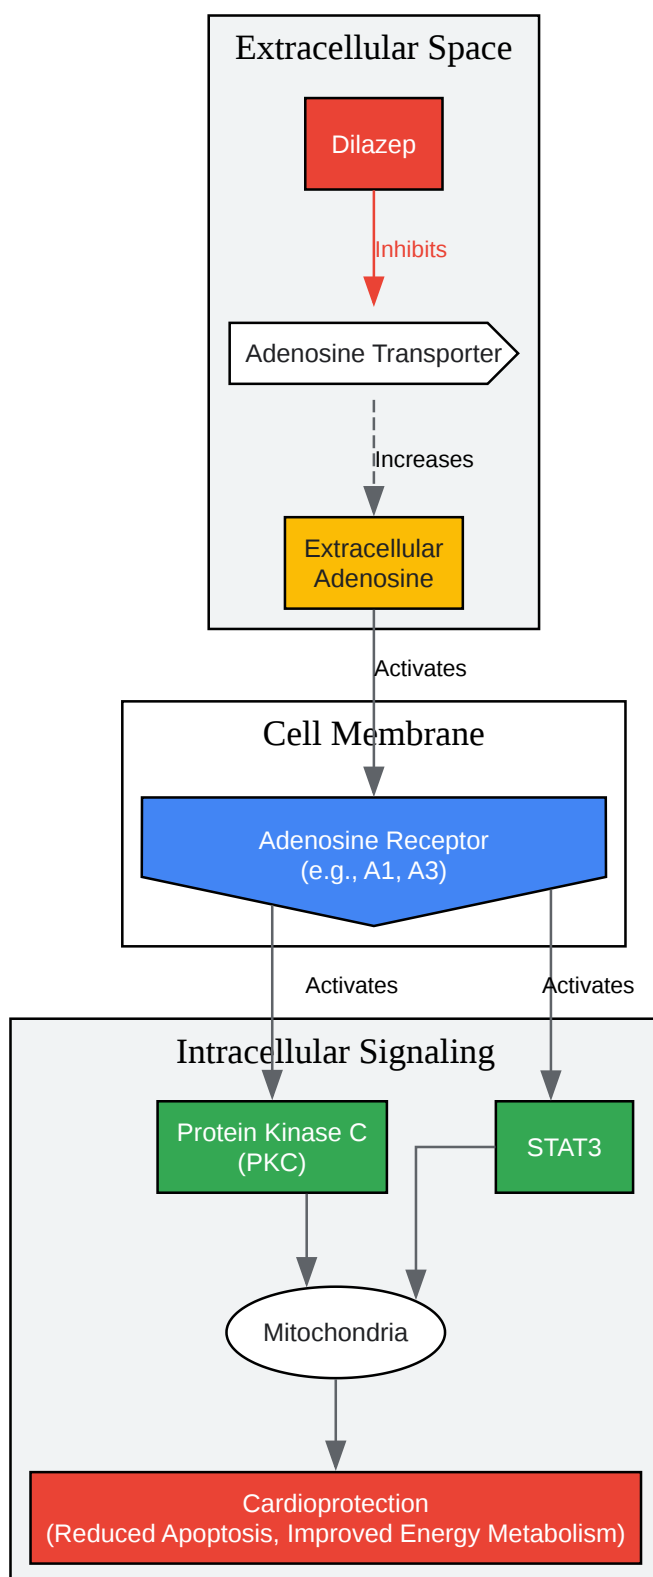 Extracellular Space
Dilazep
Inhibits
Adenosine Transporter
Increases
Extracellular
Adenosine
Activates
Cell Membrane
Adenosine Receptor
(e.g., A1, A3)
Activates
Activates
Intracellular Signaling
Protein Kinase C
(PKC)
STAT3
Mitochondria
Cardioprotection
(Reduced Apoptosis, Improved Energy Metabolism)